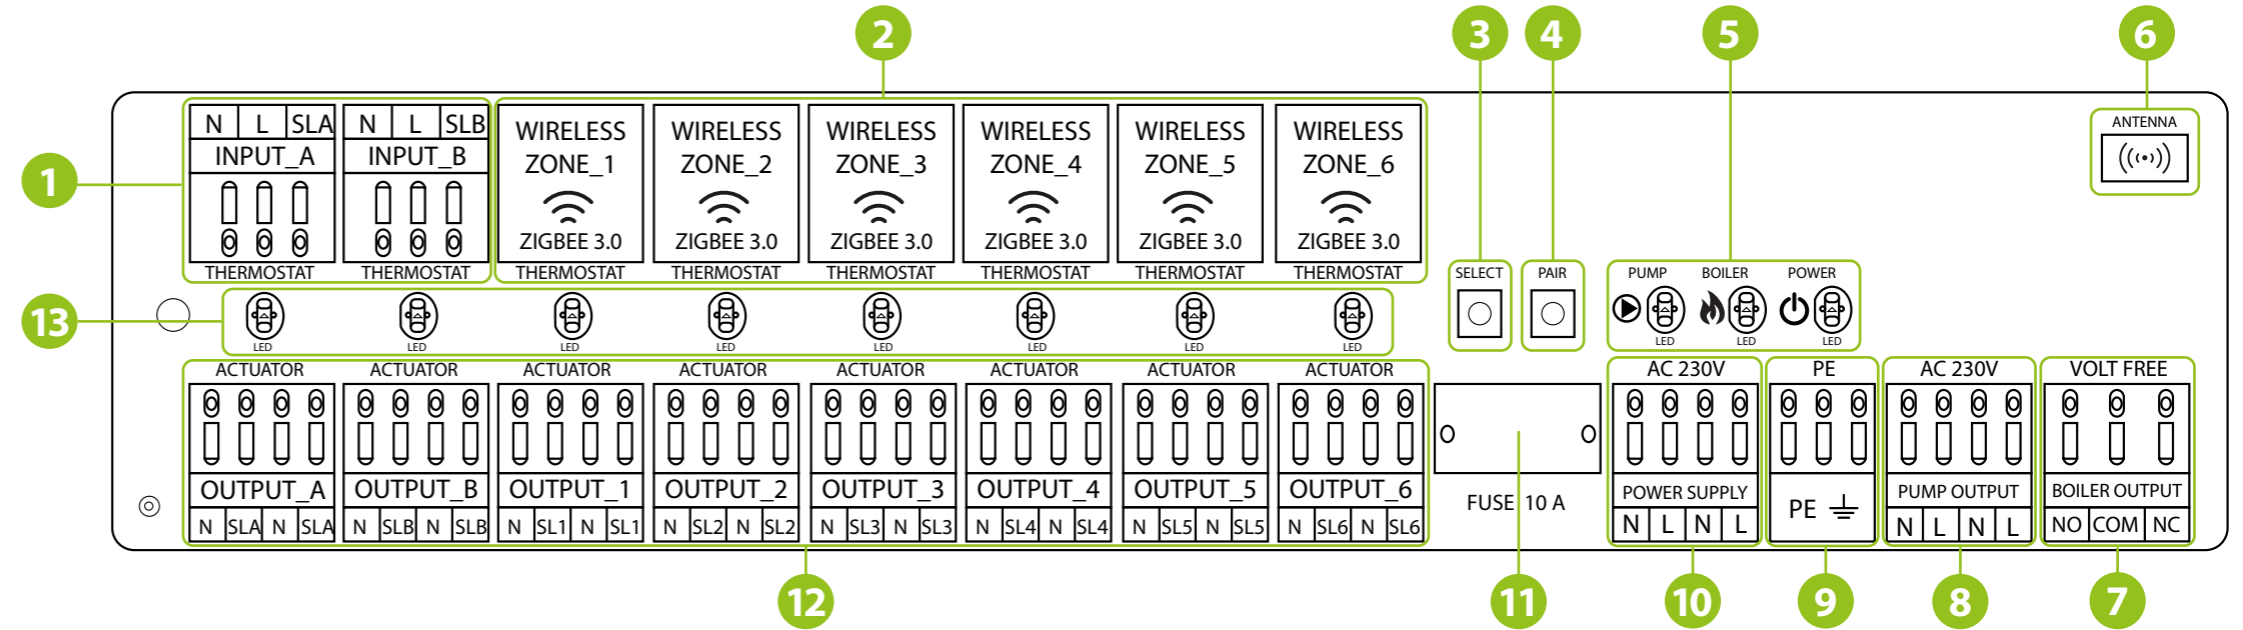 2 3 4 5 6
N L SLA N L SLB
INPUT_A INPUT_B
WIRELESS ZONE_1 WIRELESS ZONE_2 WIRELESS ZONE_3 WIRELESS ZONE_4 WIRELESS ZONE_5 WIRELESS ZONE_6
ANTENNA
1
ZIGBEE 3.0 ZIGBEE 3.0 ZIGBEE 3.0 ZIGBEE 3.0 ZIGBEE 3.0 ZIGBEE 3.0
THERMOSTAT THERMOSTAT THERMOSTAT THERMOSTAT THERMOSTAT THERMOSTAT THERMOSTAT THERMOSTAT
SELECT PAIR PUMP BOILER POWER
13
LED LED LED LED LED LED LED LED LED LED LED
ACTUATOR ACTUATOR ACTUATOR ACTUATOR ACTUATOR ACTUATOR ACTUATOR ACTUATOR AC 230V PE AC 230V VOLT FREE
OUTPUT_A OUTPUT_B OUTPUT_1 OUTPUT_2 OUTPUT_3 OUTPUT_4 OUTPUT_5 OUTPUT_6 FUSE 10 A POWER SUPPLY PE PUMP OUTPUT BOILER OUTPUT
N SLA N SLA N SLB N SLB N SL1 N SL1 N SL2 N SL2 N SL3 N SL3 N SL4 N SL4 N SL5 N SL5 N SL6 N SL6 N L N L N L N L NO COM NC
12 11 10 9 8 7